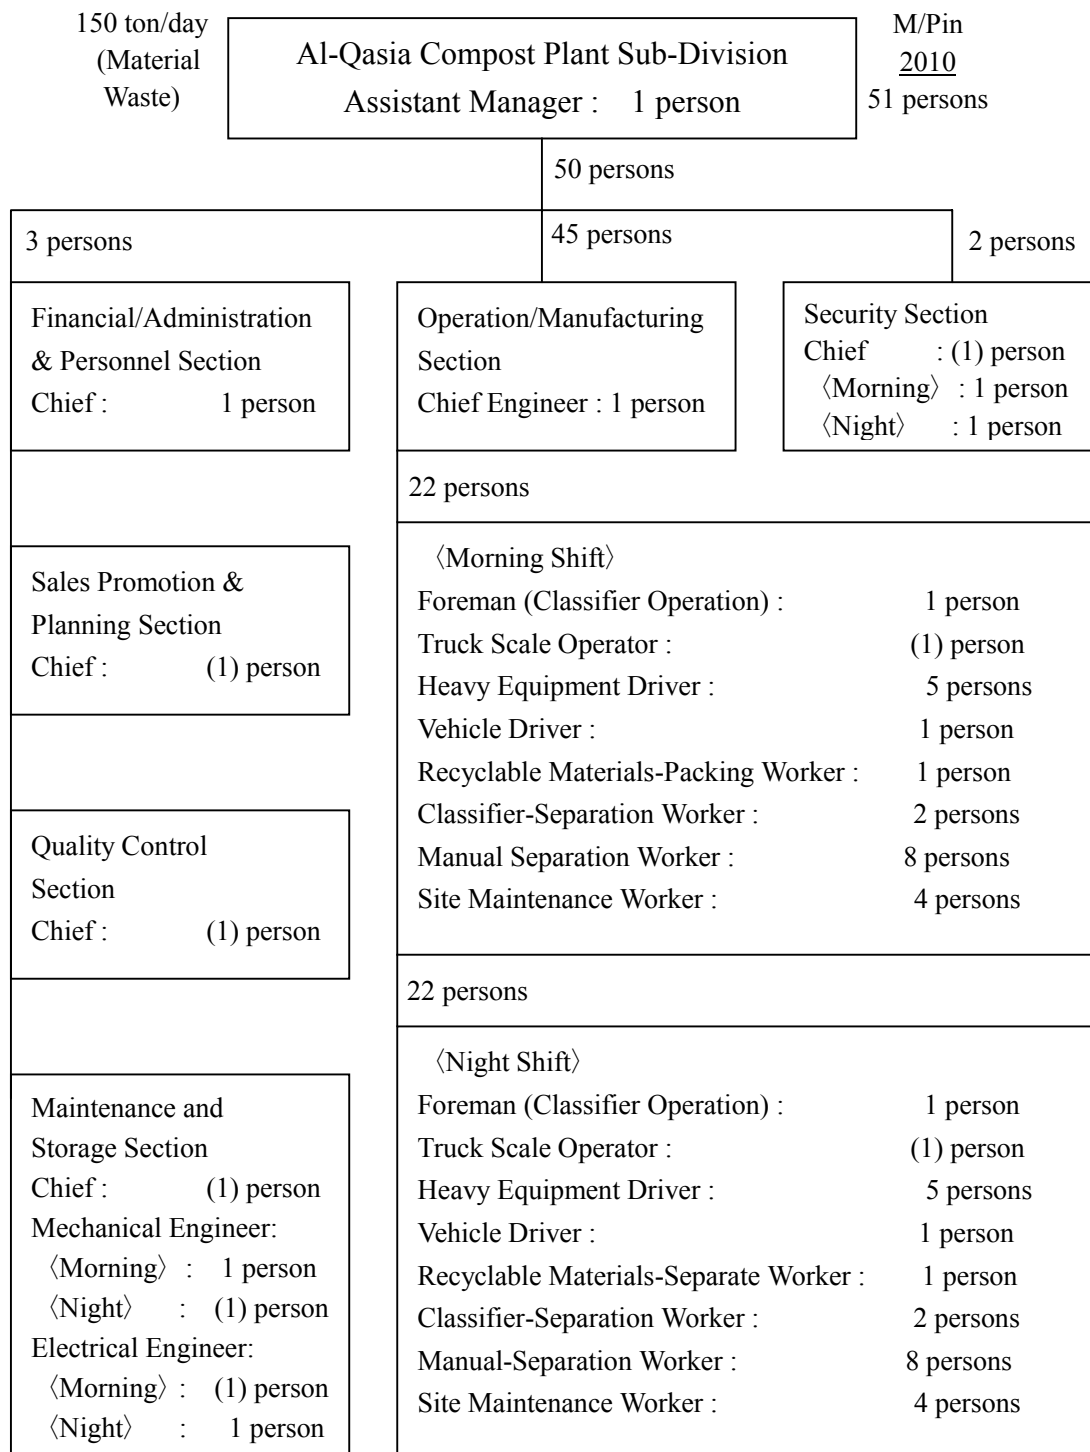 150 ton/day
(Material
Waste)
Al-Qasia Compost Plant Sub-Division
Assistant Manager : 1 person
M/Pin
2010
51 persons
50 persons
3 persons
45 persons
2 persons
Financial/Administration
& Personnel Section
Chief : 1 person
Operation/Manufacturing
Section
Chief Engineer : 1 person
Security Section
Chief : (1) person
〈Morning〉 : 1 person
〈Night〉 : 1 person
Sales Promotion &
Planning Section
Chief : (1) person
Quality Control
Section
Chief : (1) person
Maintenance and
Storage Section
Chief : (1) person
Mechanical Engineer:
〈Morning〉 : 1 person
〈Night〉 : (1) person
Electrical Engineer:
〈Morning〉 : (1) person
〈Night〉 : 1 person
22 persons
〈Morning Shift〉
Foreman (Classifier Operation) : 1 person
Truck Scale Operator : (1) person
Heavy Equipment Driver : 5 persons
Vehicle Driver : 1 person
Recyclable Materials-Packing Worker : 1 person
Classifier-Separation Worker : 2 persons
Manual Separation Worker : 8 persons
Site Maintenance Worker : 4 persons
22 persons
〈Night Shift〉
Foreman (Classifier Operation) : 1 person
Truck Scale Operator : (1) person
Heavy Equipment Driver : 5 persons
Vehicle Driver : 1 person
Recyclable Materials-Separate Worker : 1 person
Classifier-Separation Worker : 2 persons
Manual-Separation Worker : 8 persons
Site Maintenance Worker : 4 persons